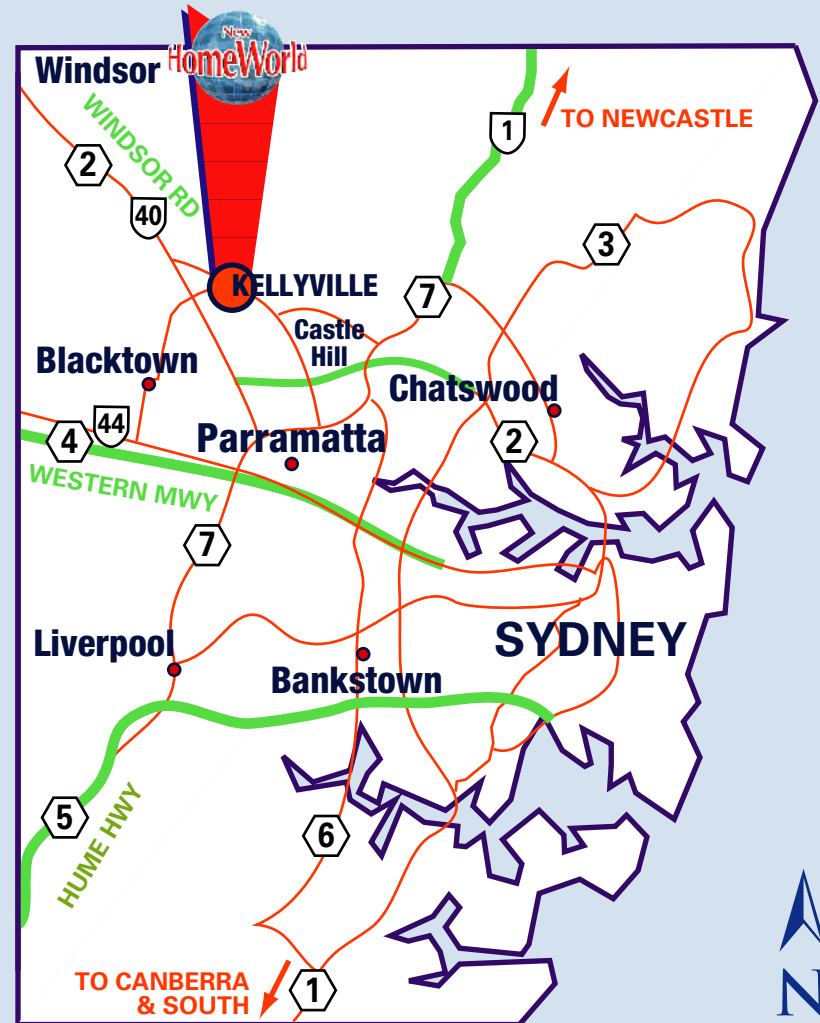 New
HomeWorld
Windsor
WINDSOR RD
2
40
1
TO NEWCASTLE
3
KELLYVILLE
7
Castle
Hill
Blacktown
Chatswood
44
4
Parramatta
2
WESTERN MWY
7
Liverpool
SYDNEY
Bankstown
5
HUME HWY
6
TO CANBERRA
& SOUTH
1
N